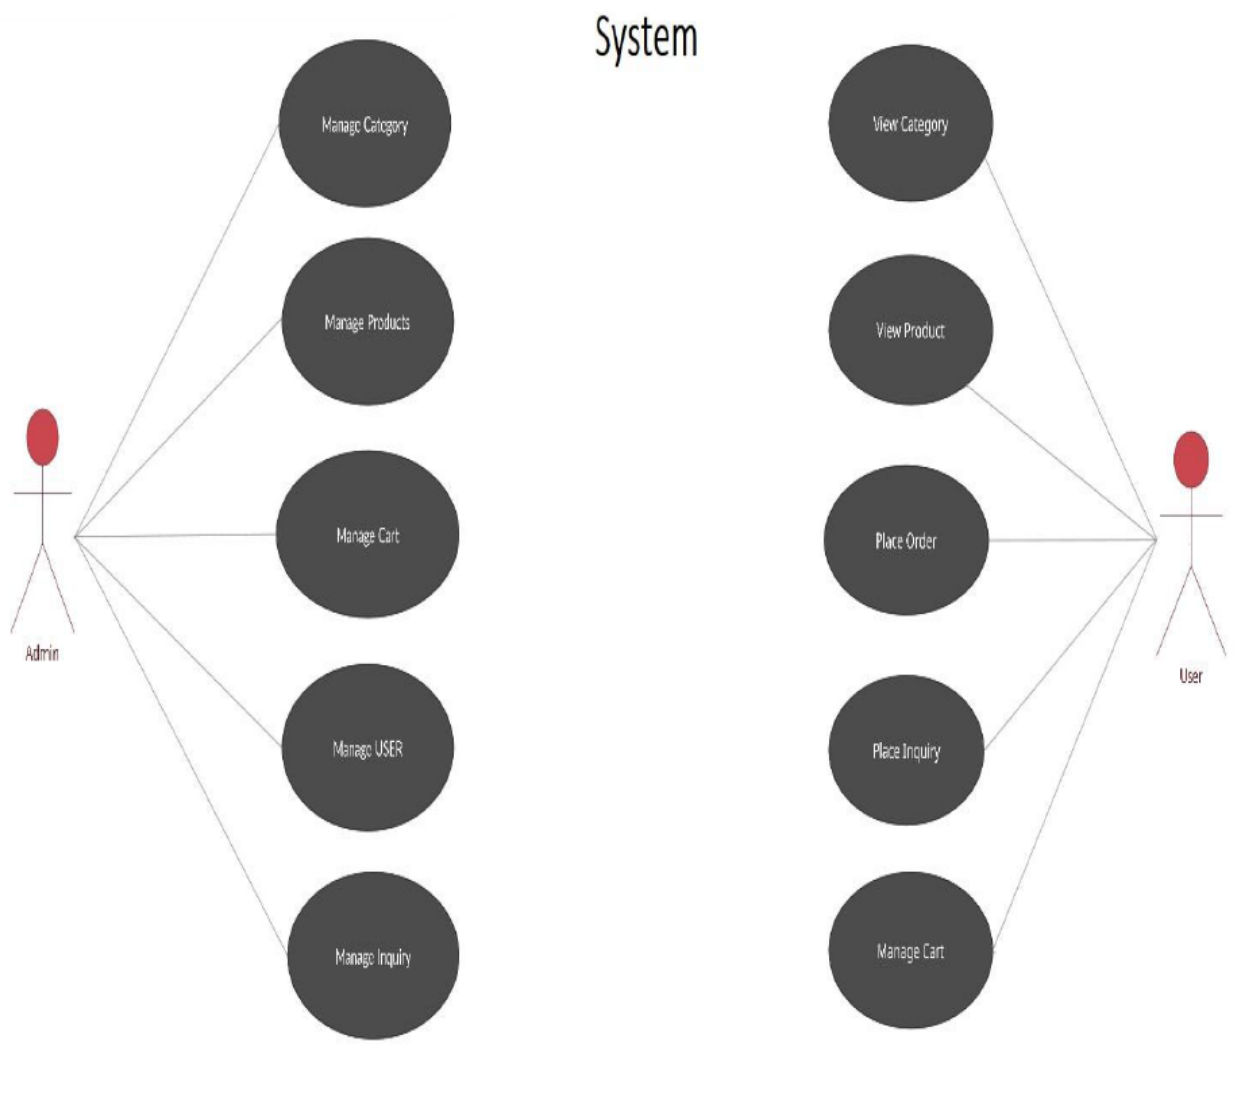 System
Manage Category
Manage Products
Manage Cart
Manage USER
Manage Inquiry
Admin
View Category
View Product
Place Order
Place Inquiry
Manage Cart
User